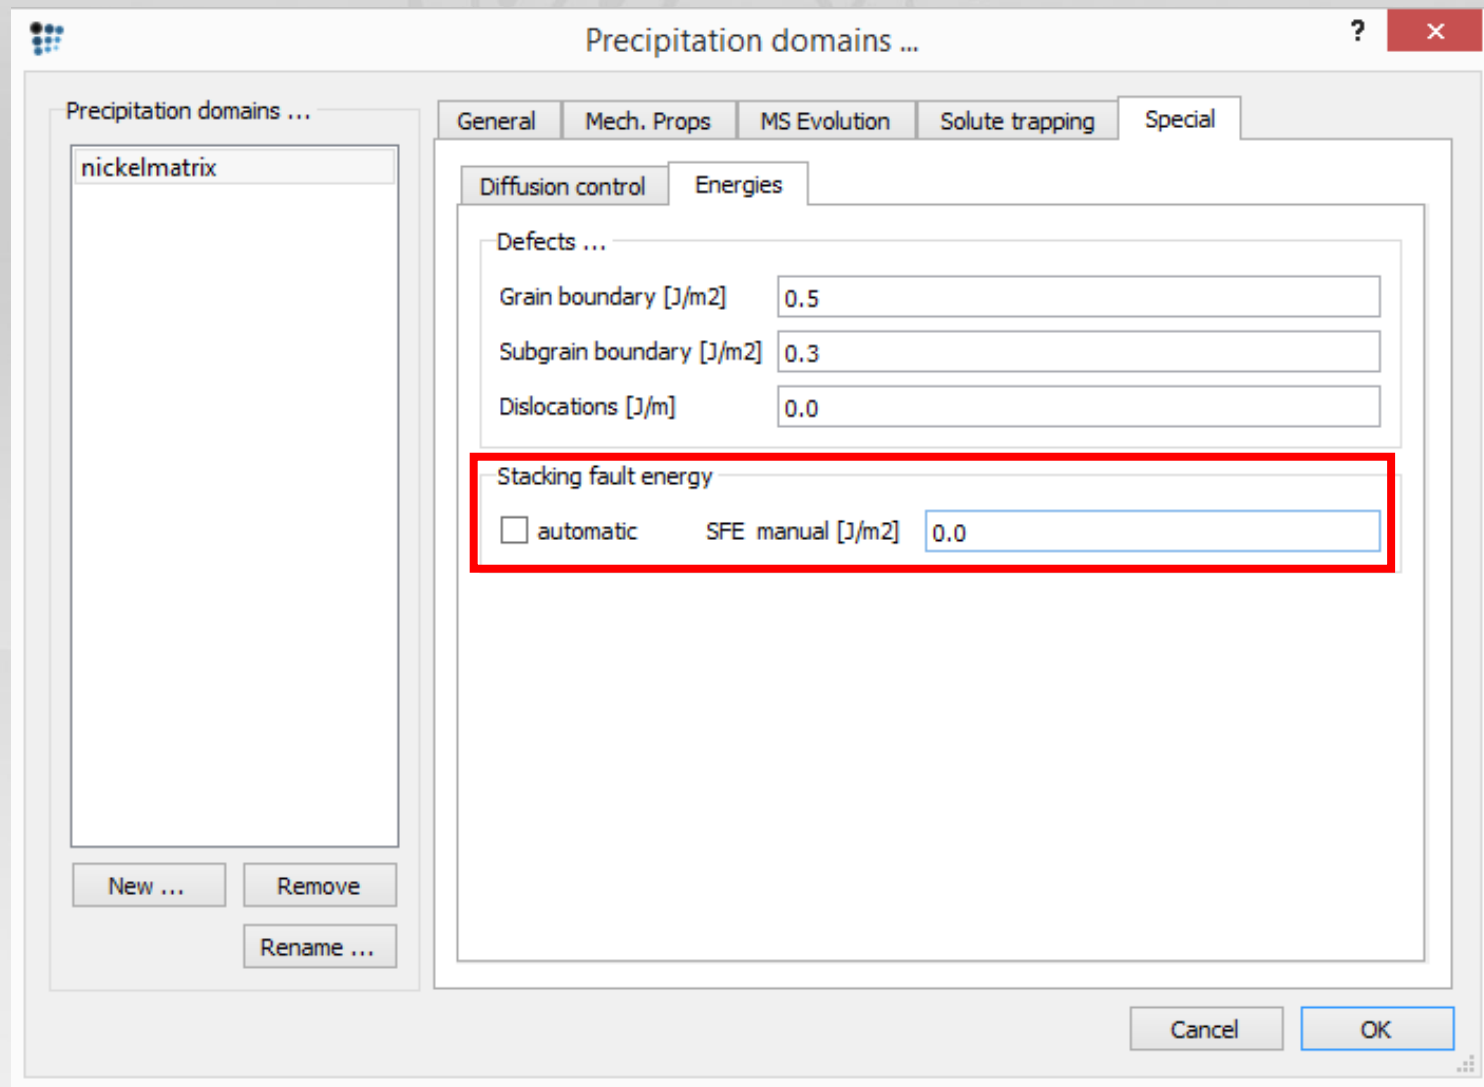 Precipitation domains ...
?
Precipitation domains ...
nickelmatrix
New ...
Remove
Rename ...
General
Mech. Props
MS Evolution
Solute trapping
Special
Diffusion control
Energies
Defects ...
Grain boundary [J/m2] 0.5
Subgrain boundary [J/m2] 0.3
Dislocations [J/m] 0.0
Stacking fault energy
automatic SFE manual [J/m2] 0.0
Cancel
OK